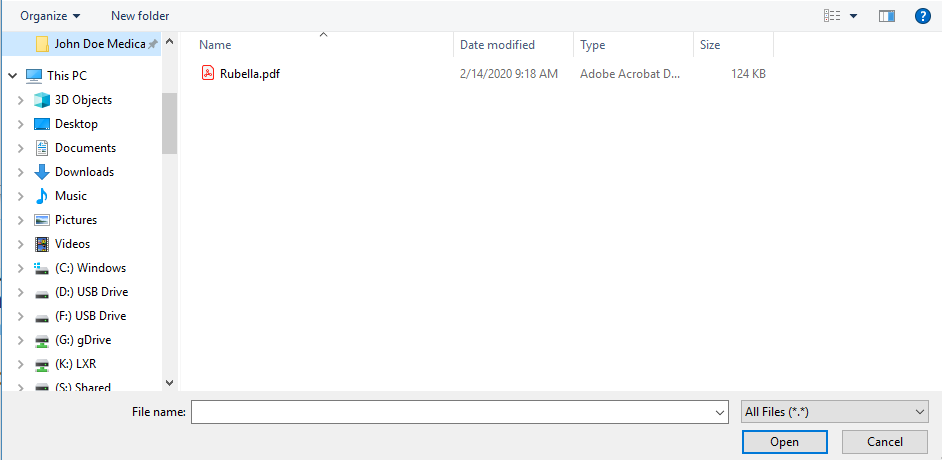 Organize New folder ?
John Doe Medica
Name Date modified Type Size
Rubella.pdf 2/14/2020 9:18 AM Adobe Acrobat D... 124 KB
This PC
3D Objects
Desktop
Documents
Downloads
Music
Pictures
Videos
(C:) Windows
(D:) USB Drive
(F:) USB Drive
(G:) gDrive
(K:) LXR
(S:) Shared
File name: All Files (*.*)
Open Cancel